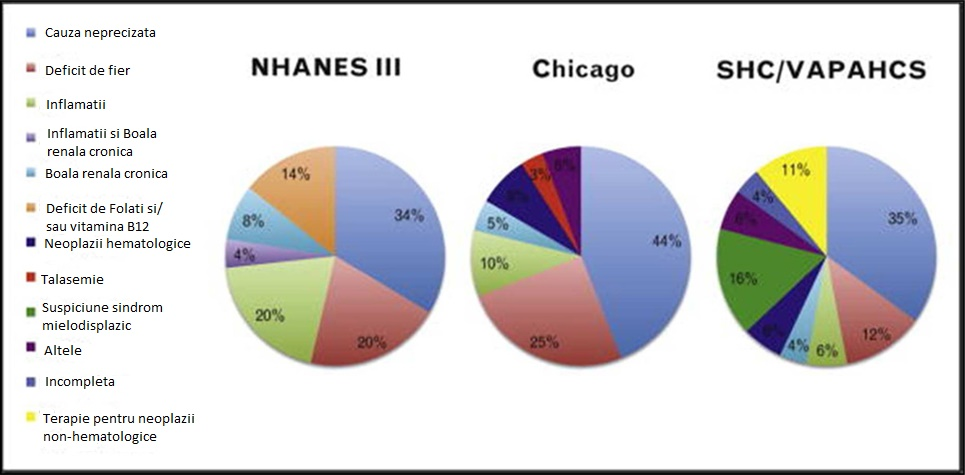 Cauza neprecizata
Deficit de fier
Inflamatii
Inflamatii si Boala
renala cronica
Boala renala cronica
Deficit de Folati si/
sau vitamina B12
Neoplazii hematologice
Talasemie
Suspiciune sindrom
mielodisplazic
Altele
Incompleta
Terapie pentru neoplazii
non-hematologice
NHANES III
14%
34%
8%
4%
20%
20%
Chicago
3%
5%
44%
10%
25%
SHC/VAPAHCS
11%
4%
35%
16%
12%
4%
6%